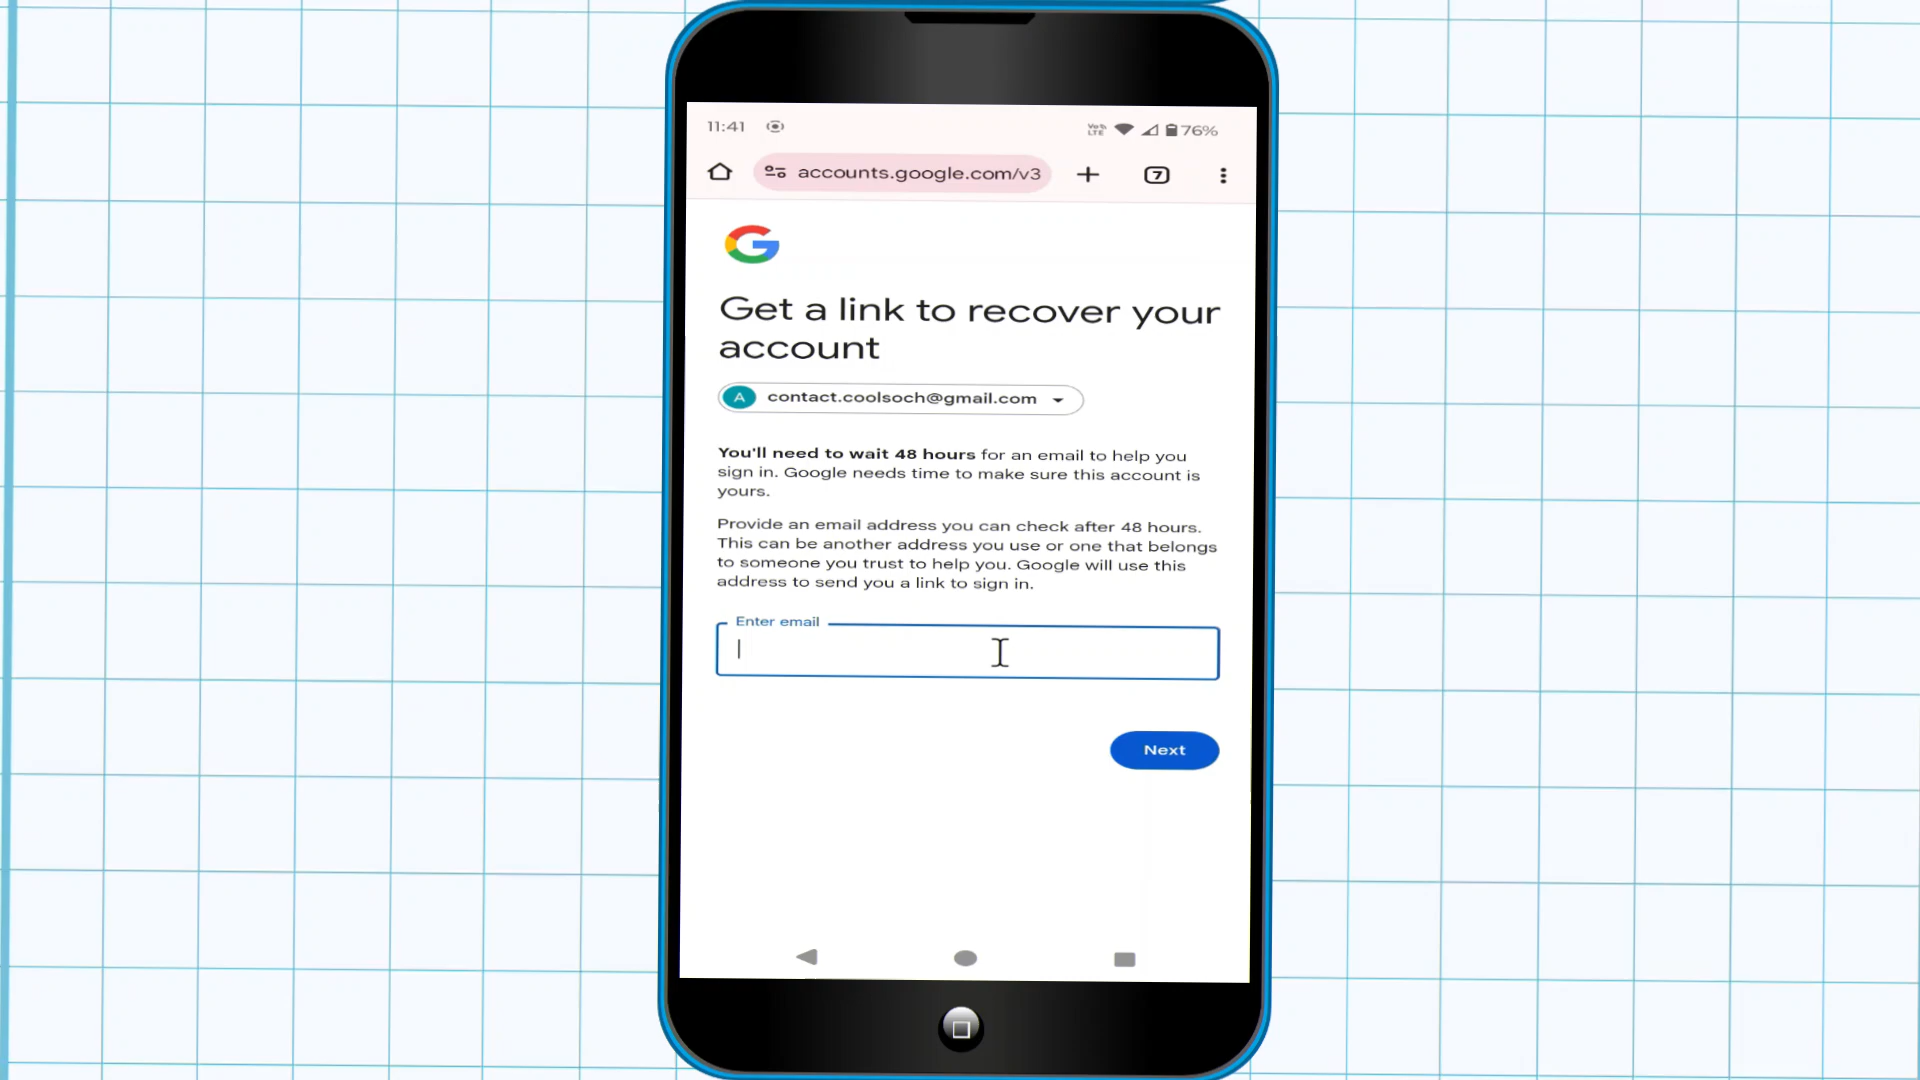 11:41 Vo LTE 76%
accounts.google.com/v3 7
Get a link to recover your
account
A contact.coolsoch@gmail.com
You'll need to wait 48 hours for an email to help you
sign in. Google needs time to make sure this account is
yours.
Provide an email address you can check after 48 hours.
This can be another address you use or one that belongs
to someone you trust to help you. Google will use this
address to send you a link to sign in.
Enter email
Next